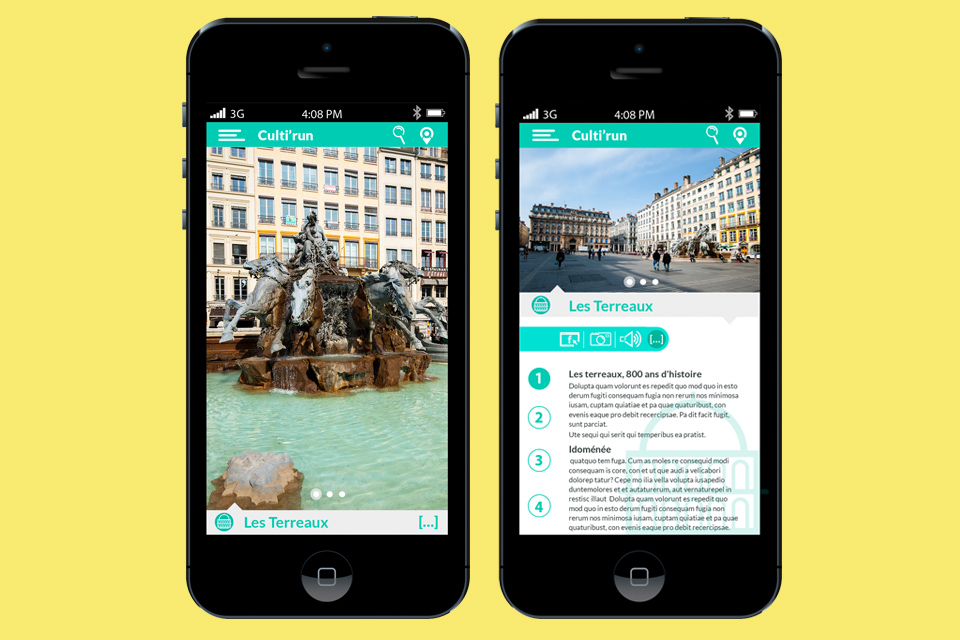 3G 4:08 PM
Culti'run
Les Terreaux [...]
3G 4:08 PM
Culti'run
Les Terreaux
f [...]
1
2
3
4
Les terreaux, 800 ans d'histoire
Dolupta quam volorunt es repedit quo mod quo in esto
derum fugiti consequam fugia non rerum nos minimosa
iusam, cuptam quiatiae et pa quae quaturibust, con
evenis eaque pro debit recercipsae. Pa dit facit fugit,
sunt parciat.
Ute sequi qui serit qui temporibus ea pratist.
Idoménée
quatquo tem fuga. Cum as moles re consequid modi
consequam is core, con et ut que audi a velicabori
dolorep tatur? Cepe mo ilia vella volupta iusapedio
duntemolores et et autaturerum, aut vernaturepel in
restisc illaut Dolupta quam volorunt es repedit quo
mod quo in esto derum fugiti consequam fugia non
rerum nos minimosa iusam, cuptam quiatiae et pa quae
quaturibust, con evenis eaque pro debit recercipsae.